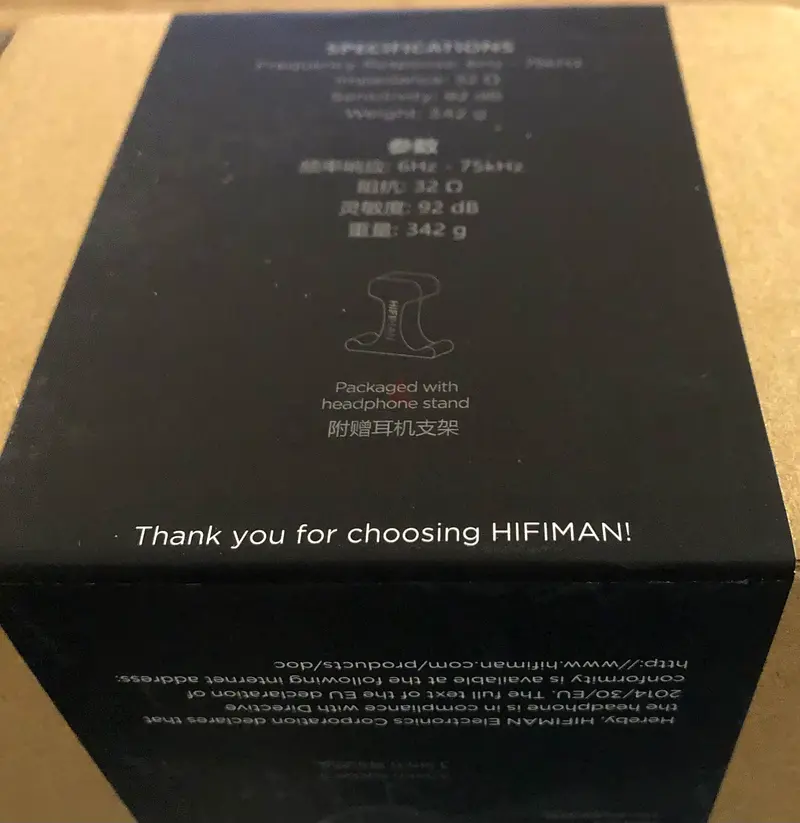 SPECIFICATIONS
Frequency Response: 6Hz - 75kHz
Impedance: 32 Ω
Sensitivity: 92 dB
Weight: 342 g
参数
频率响应: 6Hz - 75kHz
阻抗: 32 Ω
灵敏度: 92 dB
重量: 342 g
HIFIMAN
Packaged with
headphone stand
附赠耳机支架
Thank you for choosing HIFIMAN!
Hereby, HIFIMAN Electronics Corporation declares that
the headphone is in compliance with Directive
2014/30/EU. The full text of the EU declaration of
conformity is available at the following internet address:
http://www.hifiman.com/products/doc